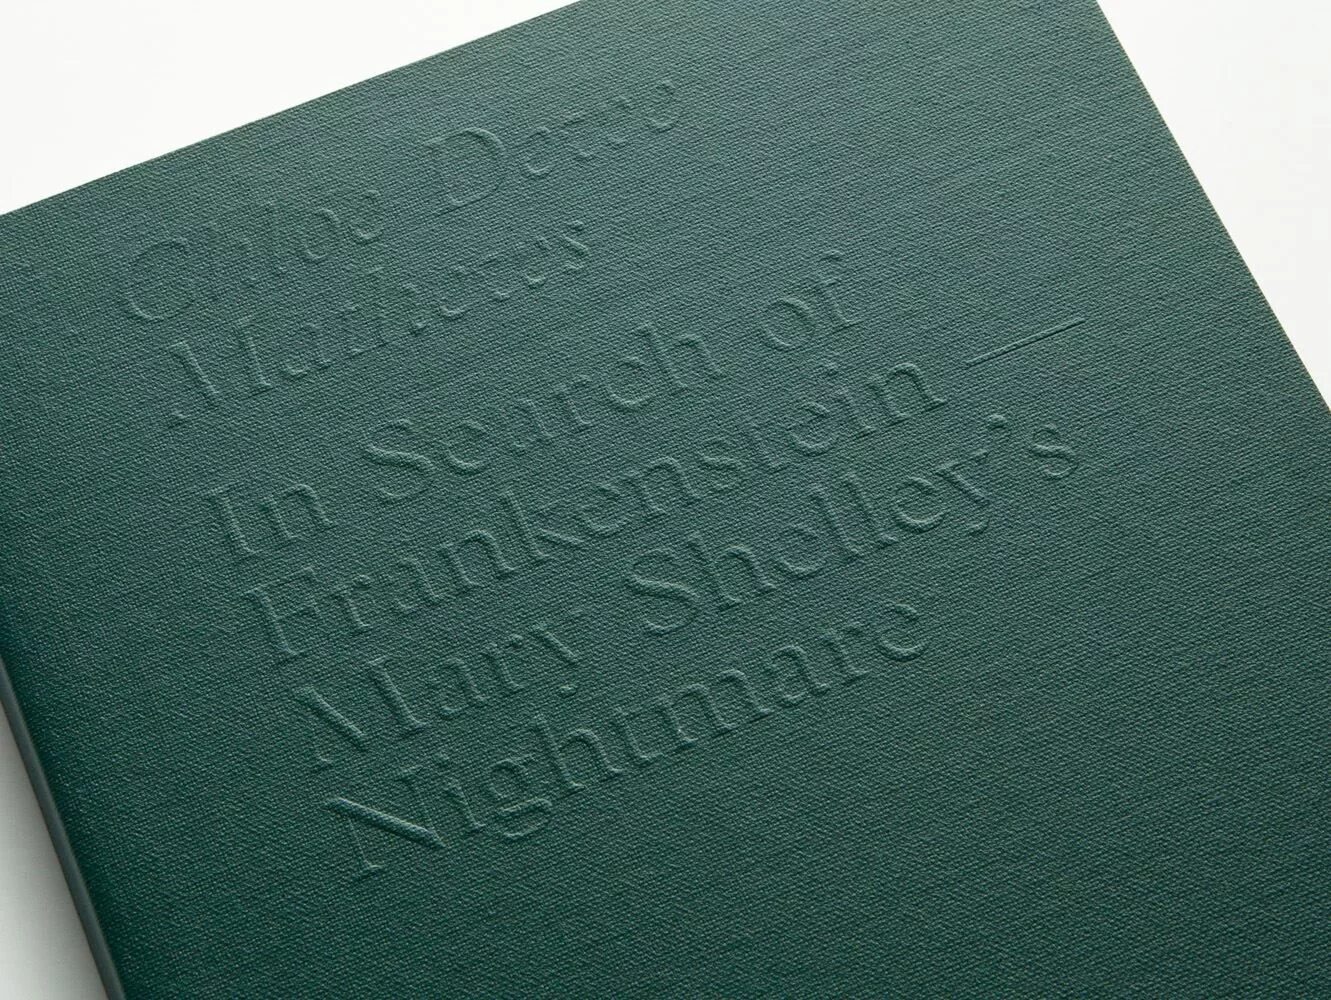 Chloe Dewe
Mathews
In Search of
Frankenstein —
Mary Shelley’s
Nightmare